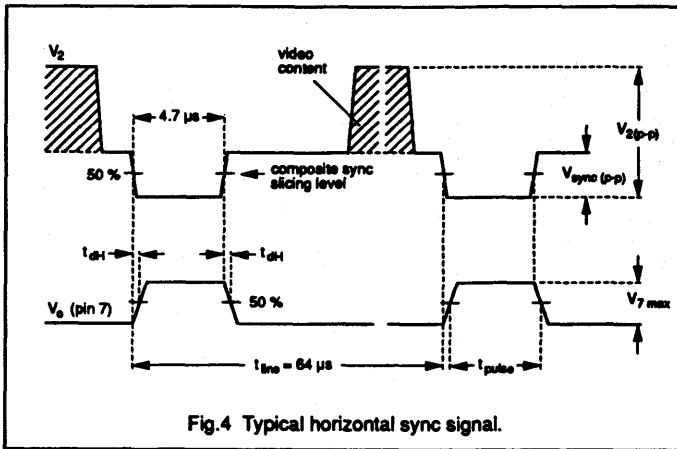 V2
video
content
4.7 µs
V2(p-p)
50 %
composite sync
slicing level
Vsync (p-p)
tdH
tdH
Vo (pin 7)
50 %
V7 max
tline = 64 µs
tpulse
Fig.4 Typical horizontal sync signal.